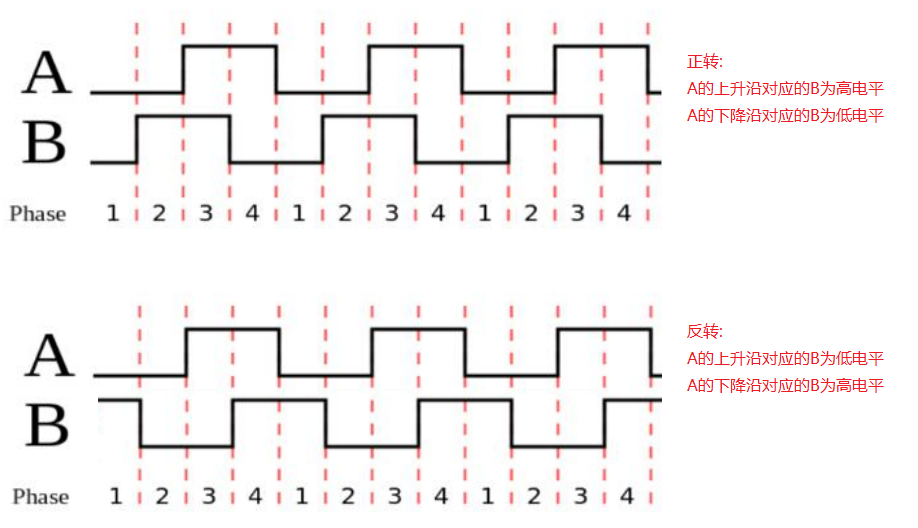 A
正转:
A的上升沿对应的B为高电平
A的下降沿对应的B为低电平
B
Phase 1 2 3 4 1 2 3 4 1 2 3 4
A
反转:
A的上升沿对应的B为低电平
A的下降沿对应的B为高电平
B
Phase 1 2 3 4 1 2 3 4 1 2 3 4